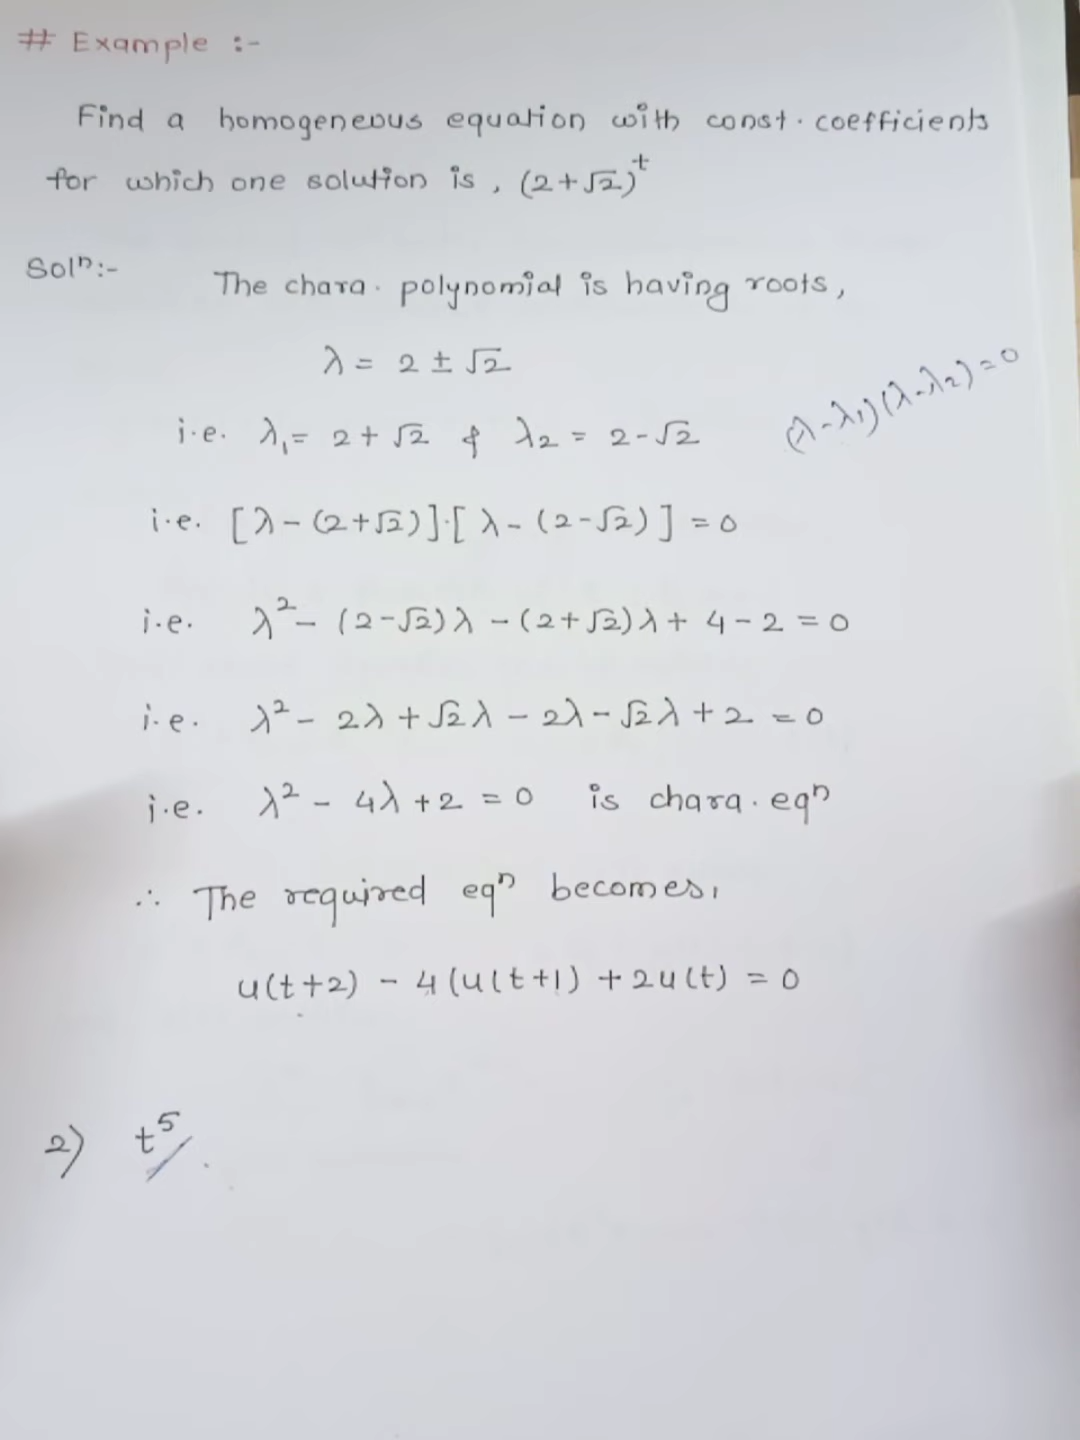 # Example :-
Find a homogeneous equation with const. coefficients
for which one solution is, (2+√2)^t
Solⁿ:- The chara. polynomial is having roots,
λ = 2 ± √2
i.e. λ₁= 2+√2 & λ₂ = 2-√2
(λ-λ₁)(λ-λ₂)=0
i.e. [λ-(2+√2)]·[λ-(2-√2)] = 0
i.e. λ² - (2-√2)λ - (2+√2)λ + 4-2 = 0
i.e. λ² - 2λ + √2λ - 2λ - √2λ + 2 = 0
i.e. λ² - 4λ + 2 = 0 is chara. eqⁿ
∴ The required eqⁿ becomes,
u(t+2) - 4(u(t+1) + 2u(t) = 0
2) t⁵